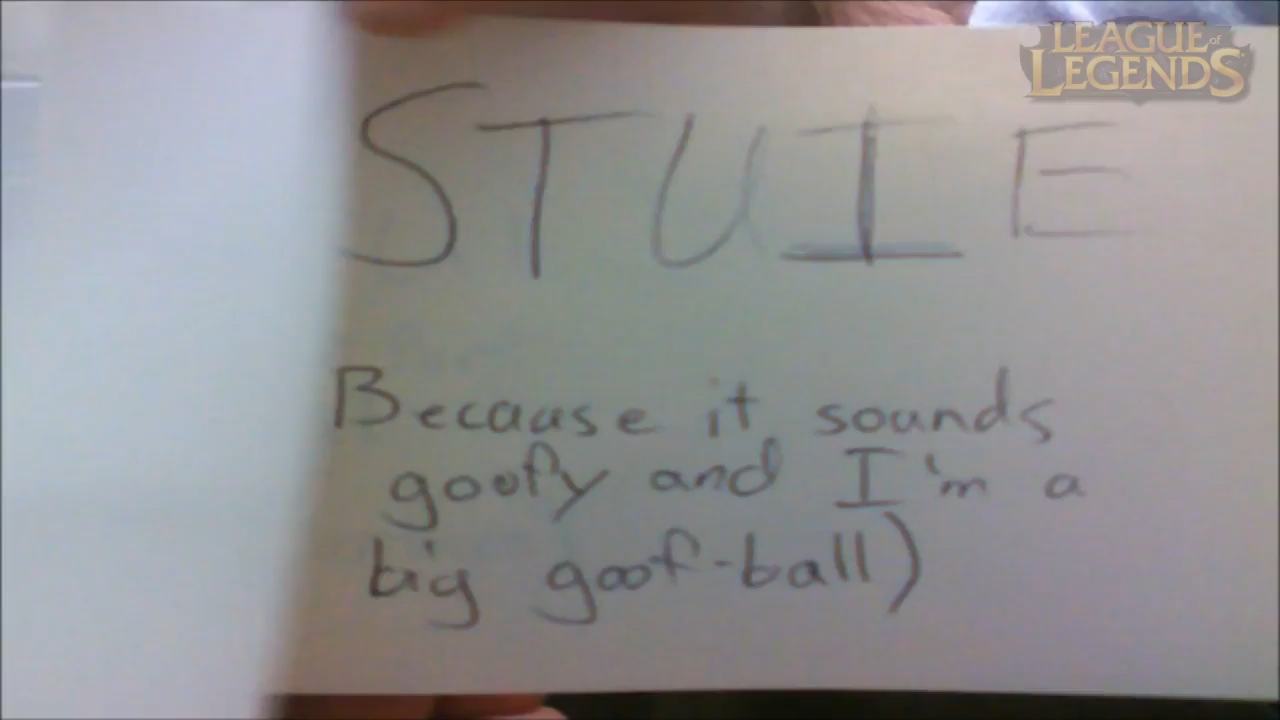 LEAGUE of
LEGENDS
STUIE
Because it sounds
goofy and I'm a
big goof-ball)